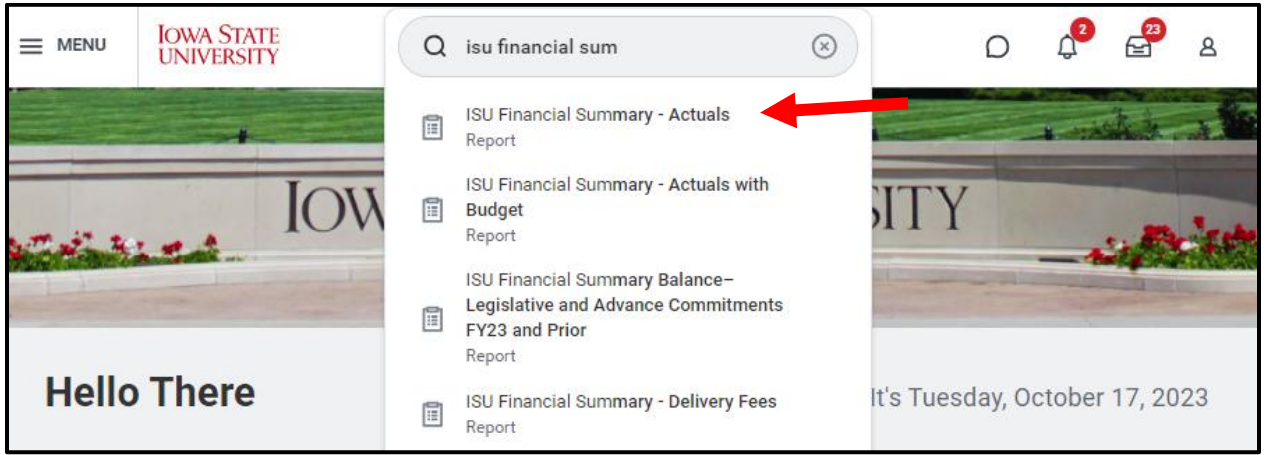 MENU
IOWA STATE
UNIVERSITY
isu financial sum
2
23
ISU Financial Summary - Actuals
Report
ISU Financial Summary - Actuals with
Budget
Report
ISU Financial Summary Balance–
Legislative and Advance Commitments
FY23 and Prior
Report
ISU Financial Summary - Delivery Fees
Report
IOW
SITY
Hello There
It's Tuesday, October 17, 2023